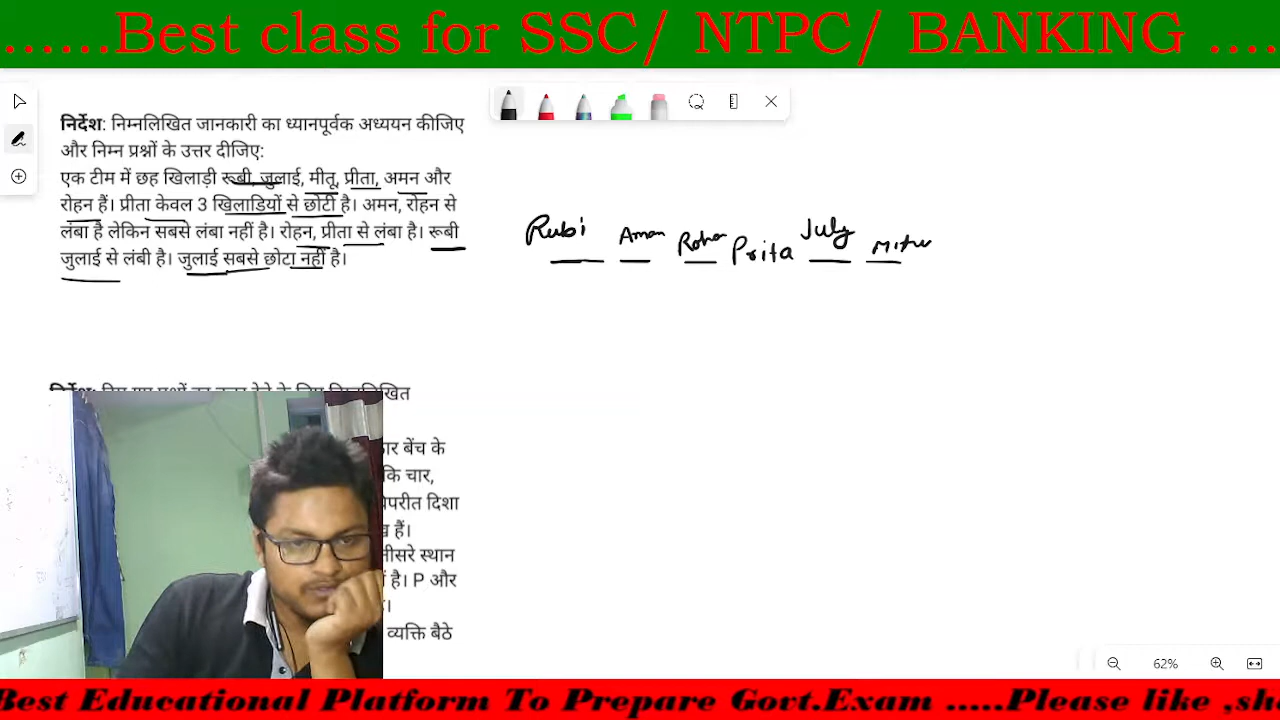 ......Best class for SSC/ NTPC/ BANKING ....
निर्देश: निम्नलिखित जानकारी का ध्यानपूर्वक अध्ययन कीजिए
और निम्न प्रश्नों के उत्तर दीजिए:
एक टीम में छह खिलाड़ी रूबी, जुलाई, मीतू, प्रीता, अमन और
रोहन हैं। प्रीता केवल 3 खिलाडियों से छोटी है। अमन, रोहन से
लंबा है लेकिन सबसे लंबा नहीं है। रोहन, प्रीता से लंबा है। रूबी
जुलाई से लंबी है। जुलाई सबसे छोटा नहीं है।
Rubi Aman Rohan Prita July Mitu
निर्देश:
कि चार,
दिशा
हैं।
तीसरे स्थान
है। P और
व्यक्ति बैठे
62%
Best Educational Platform To Prepare Govt.Exam .....Please like ,sh